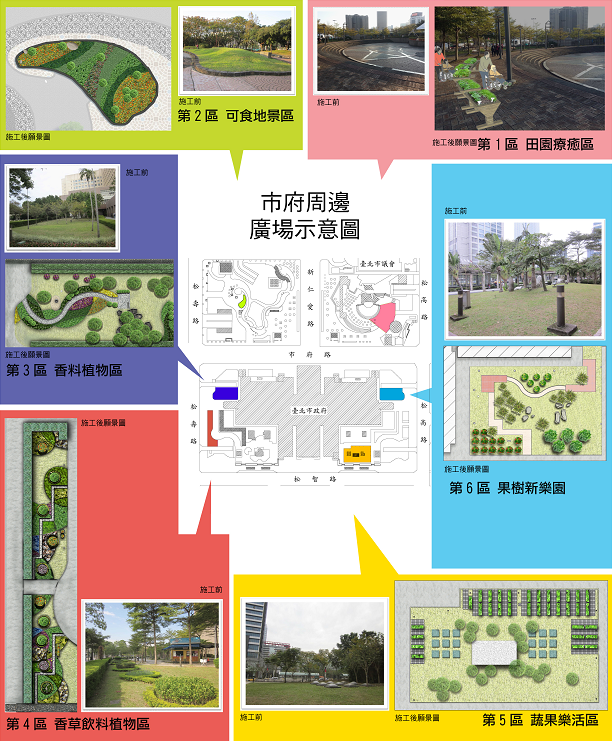 施工前
第2區 可食地景區
施工後願景圖
施工前
施工後願景圖
第1區 田園療癒區
施工前
施工後願景圖
第3區 香料植物區
市府周邊
廣場示意圖
松壽路
新仁愛路
臺北市議會
松高路
市府路
松壽路
臺北市政府
松高路
松智路
施工前
施工後願景圖
第6區 果樹新樂園
施工後願景圖
施工前
第4區 香草飲料植物區
施工前
施工後願景圖
第5區 蔬果樂活區